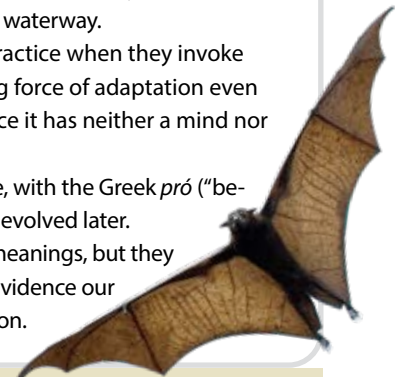 waterway.
ractice when they invoke
g force of adaptation even
ce it has neither a mind nor
e, with the Greek pró (“be-
evolved later.
neanings, but they
vidence our
on.